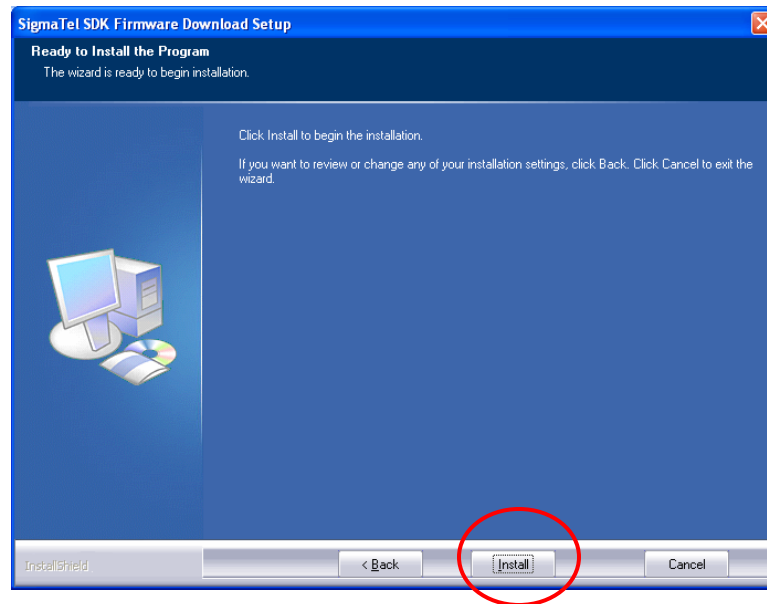 SigmaTel SDK Firmware Download Setup
Ready to Install the Program
The wizard is ready to begin installation.
Click Install to begin the installation.
If you want to review or change any of your installation settings, click Back. Click Cancel to exit the
wizard.
InstallShield
< Back
Install
Cancel